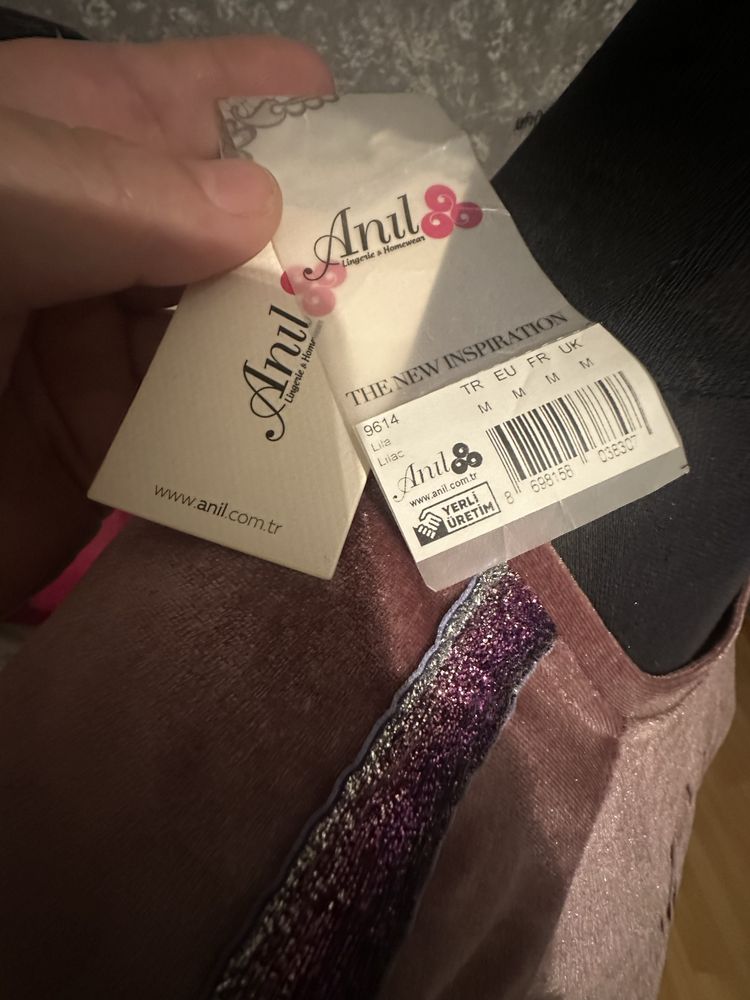 Anıl
Lingerie & Homewear
THE NEW INSPIRATION
Anıl
Lingerie &
www.anil.com.tr
TR EU FR UK
M M M M
9614
Lila
Lilac
Anıl
www.anil.com.tr
YERLİ
ÜRETİM
8 698158 038307